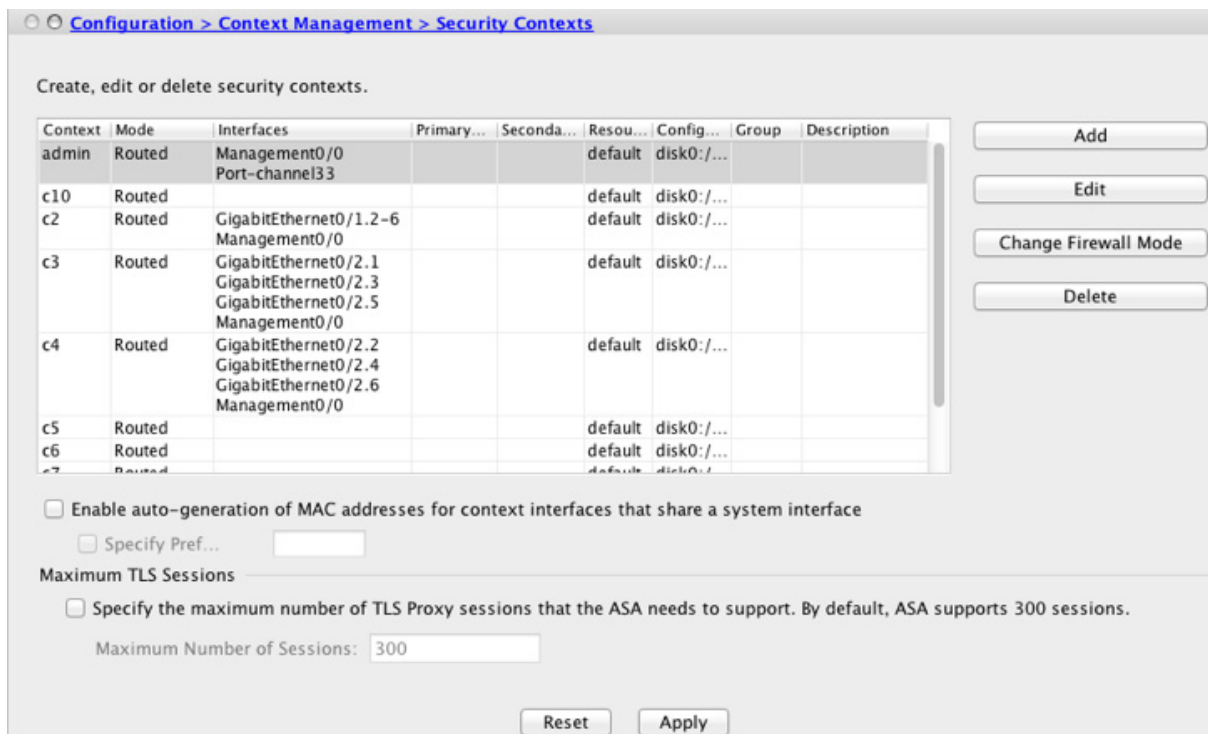 Configuration > Context Management > Security Contexts
Create, edit or delete security contexts.
Context Mode Interfaces Primary... Seconda... Resou... Config... Group Description
admin Routed Management0/0 default disk0:/...
Port-channel33
c10 Routed default disk0:/...
c2 Routed GigabitEthernet0/1.2-6 default disk0:/...
Management0/0
c3 Routed GigabitEthernet0/2.1 default disk0:/...
GigabitEthernet0/2.3
GigabitEthernet0/2.5
Management0/0
c4 Routed GigabitEthernet0/2.2 default disk0:/...
GigabitEthernet0/2.4
GigabitEthernet0/2.6
Management0/0
c5 Routed default disk0:/...
c6 Routed default disk0:/...
c7 Routed default disk0:/
Add
Edit
Change Firewall Mode
Delete
Enable auto-generation of MAC addresses for context interfaces that share a system interface
Specify Pref...
Maximum TLS Sessions
Specify the maximum number of TLS Proxy sessions that the ASA needs to support. By default, ASA supports 300 sessions.
Maximum Number of Sessions: 300
Reset Apply